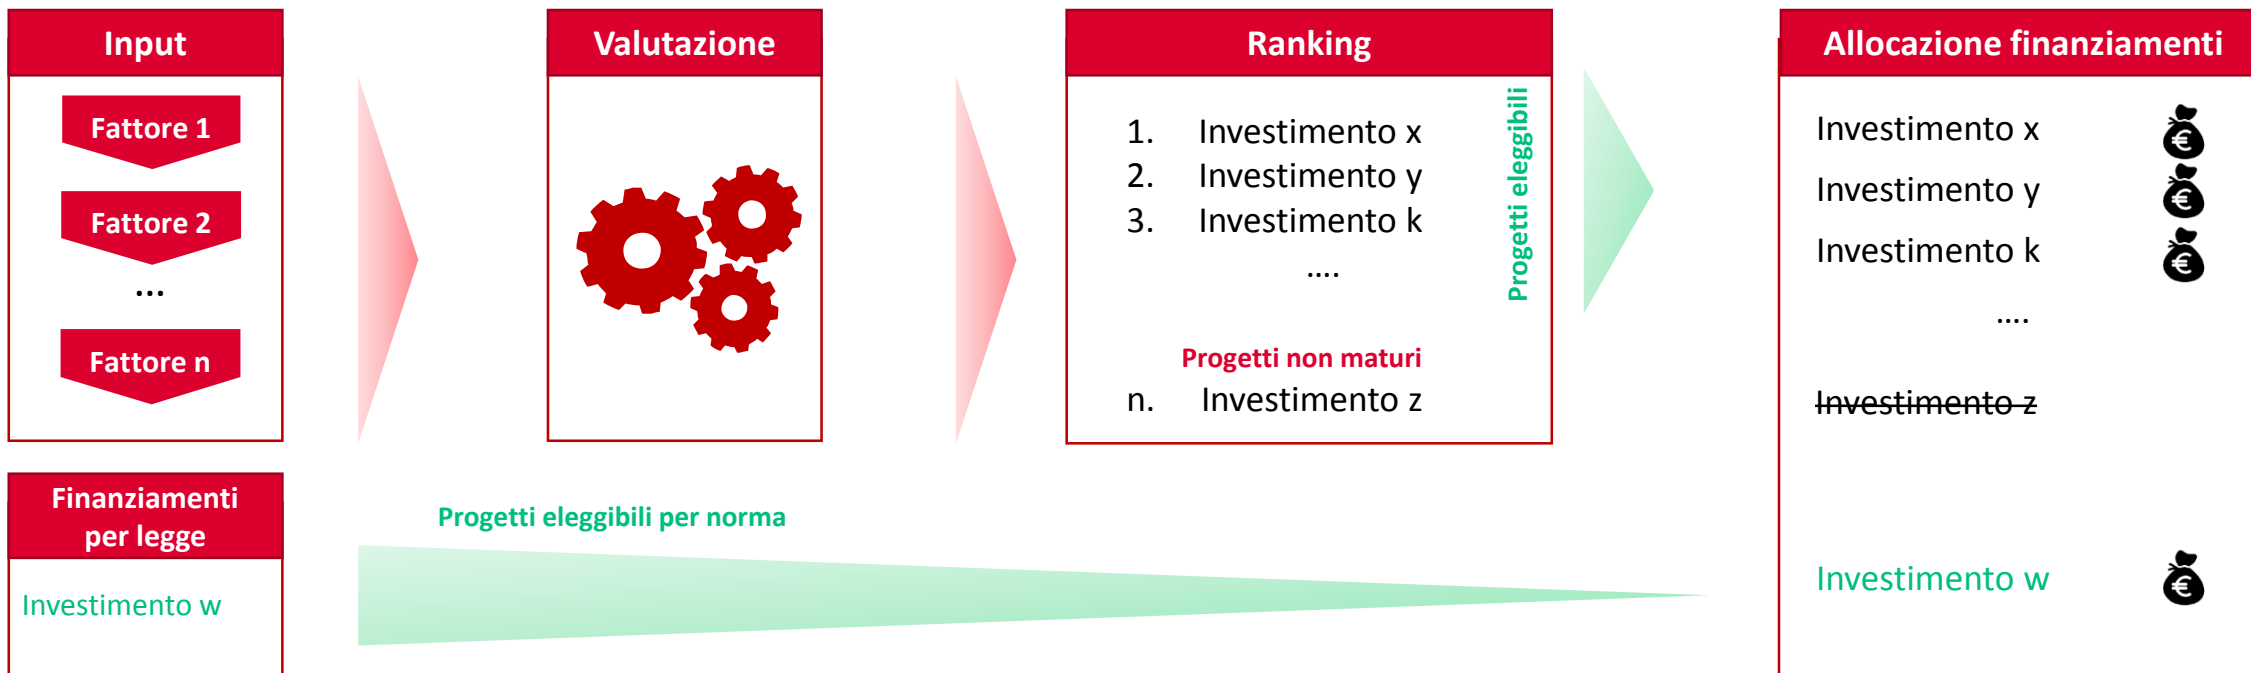 Input
Fattore 1
Fattore 2
...
Fattore n
Valutazione
Ranking
1. Investimento x
2. Investimento y
3. Investimento k
....
Progetti non maturi
n. Investimento z
Progetti eleggibili
Allocazione finanziamenti
Investimento x
€
Investimento y
€
Investimento k
€
....
Investimento z
Finanziamenti
per legge
Investimento w
Progetti eleggibili per norma
Investimento w
€